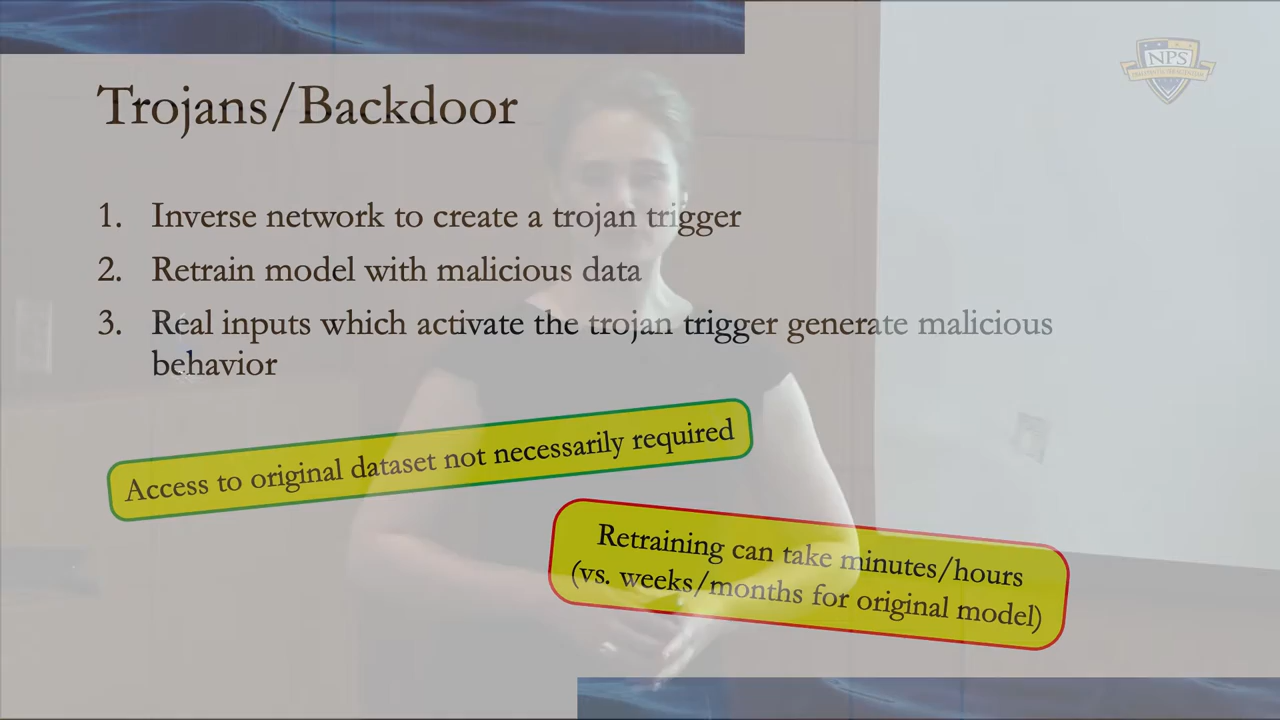 NPS
Trojans/Backdoor
1. Inverse network to create a trojan trigger
2. Retrain model with malicious data
3. Real inputs which activate the trojan trigger generate malicious
behavior
Access to original dataset not necessarily required
Retraining can take minutes/hours
(vs. weeks/months for original model)